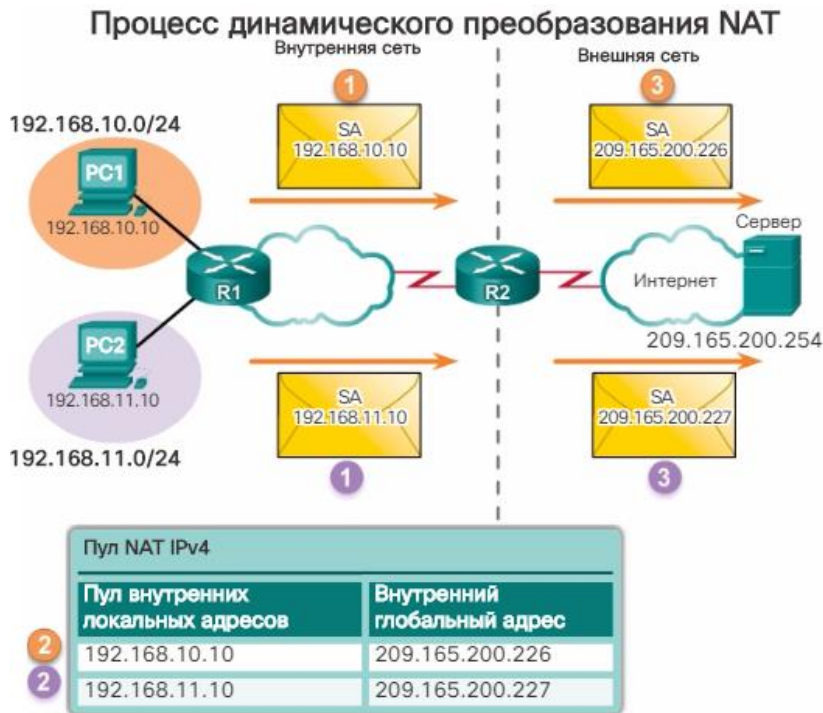 Процесс динамического преобразования NAT
Внутренняя сеть
Внешняя сеть
1
3
192.168.10.0/24
SA
192.168.10.10
SA
209.165.200.226
PC1
192.168.10.10
Сервер
R1
R2
Интернет
PC2
192.168.11.10
209.165.200.254
SA
192.168.11.10
SA
209.165.200.227
192.168.11.0/24
1
3
Пул NAT IPv4
Пул внутренних
локальных адресов
Внутренний
глобальный адрес
2
192.168.10.10
209.165.200.226
2
192.168.11.10
209.165.200.227